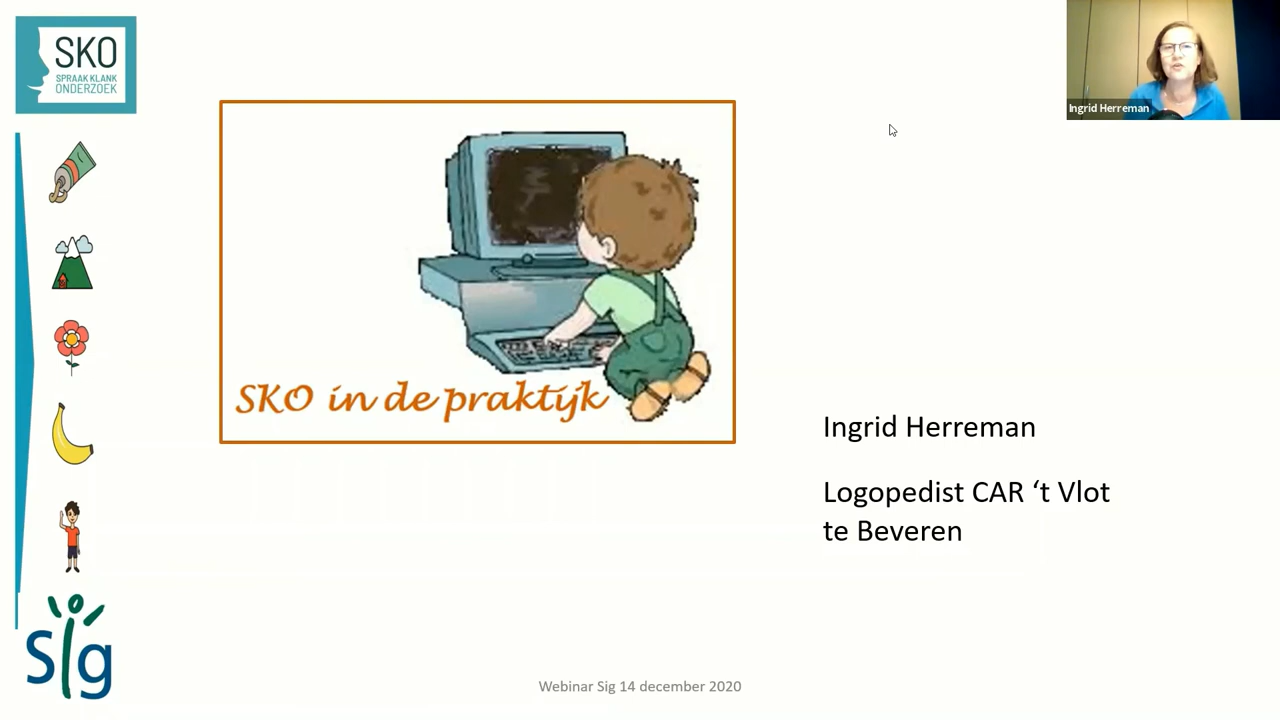 SKO
SPRAAK KLANK
ONDERZOEK
Ingrid Herreman
SKO in de praktijk
Ingrid Herreman
Logopedist CAR ‘t Vlot
te Beveren
Sig
Webinar Sig 14 december 2020